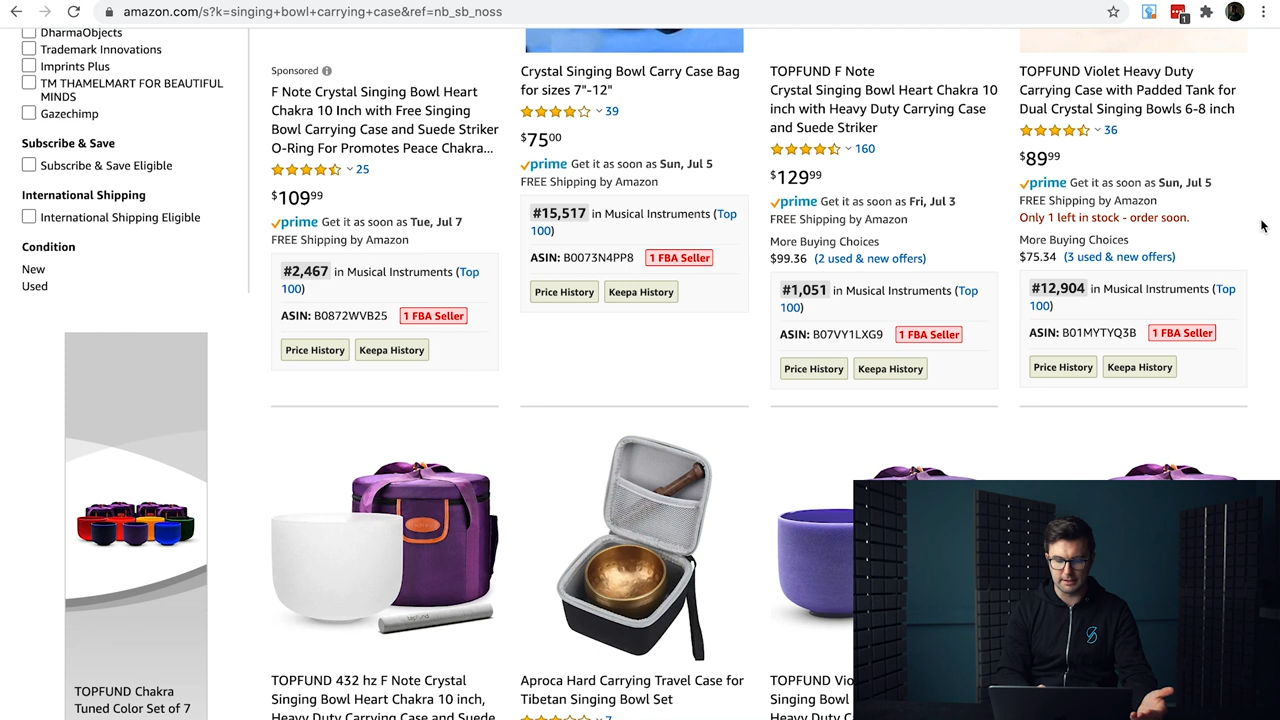 amazon.com/s?k=singing+bowl+carrying+case&ref=nb_sb_noss
1
DharmaObjects
Trademark Innovations
Imprints Plus
TM THAMELMART FOR BEAUTIFUL
MINDS
Gazechimp
Subscribe & Save
Subscribe & Save Eligible
International Shipping
International Shipping Eligible
Condition
New
Used
TOPFUND Chakra
Tuned Color Set of 7
Sponsored
F Note Crystal Singing Bowl Heart
Chakra 10 Inch with Free Singing
Bowl Carrying Case and Suede Striker
O-Ring For Promotes Peace Chakra...
25
$10999
prime Get it as soon as Tue, Jul 7
FREE Shipping by Amazon
#2,467 in Musical Instruments (Top
100)
ASIN: B0872WVB25 1 FBA Seller
Price History Keepa History
Crystal Singing Bowl Carry Case Bag
for sizes 7"-12"
39
$7500
prime Get it as soon as Sun, Jul 5
FREE Shipping by Amazon
#15,517 in Musical Instruments (Top
100)
ASIN: B0073N4PP8 1 FBA Seller
Price History Keepa History
TOPFUND F Note
Crystal Singing Bowl Heart Chakra 10
inch with Heavy Duty Carrying Case
and Suede Striker
160
$12999
prime Get it as soon as Fri, Jul 3
FREE Shipping by Amazon
More Buying Choices
$99.36 (2 used & new offers)
#1,051 in Musical Instruments (Top
100)
ASIN: B07VY1LXG9 1 FBA Seller
Price History Keepa History
TOPFUND Violet Heavy Duty
Carrying Case with Padded Tank for
Dual Crystal Singing Bowls 6-8 inch
36
$8999
prime Get it as soon as Sun, Jul 5
FREE Shipping by Amazon
Only 1 left in stock - order soon.
More Buying Choices
$75.34 (3 used & new offers)
#12,904 in Musical Instruments (Top
100)
ASIN: B01MYTYQ3B 1 FBA Seller
Price History Keepa History
topfund
TOPFUND 432 hz F Note Crystal
Singing Bowl Heart Chakra 10 inch,
Heavy Duty Carrying Case and Suede
Aproca Hard Carrying Travel Case for
Tibetan Singing Bowl Set
7
TOPFUND Vio
Singing Bowl
Heavy Duty C